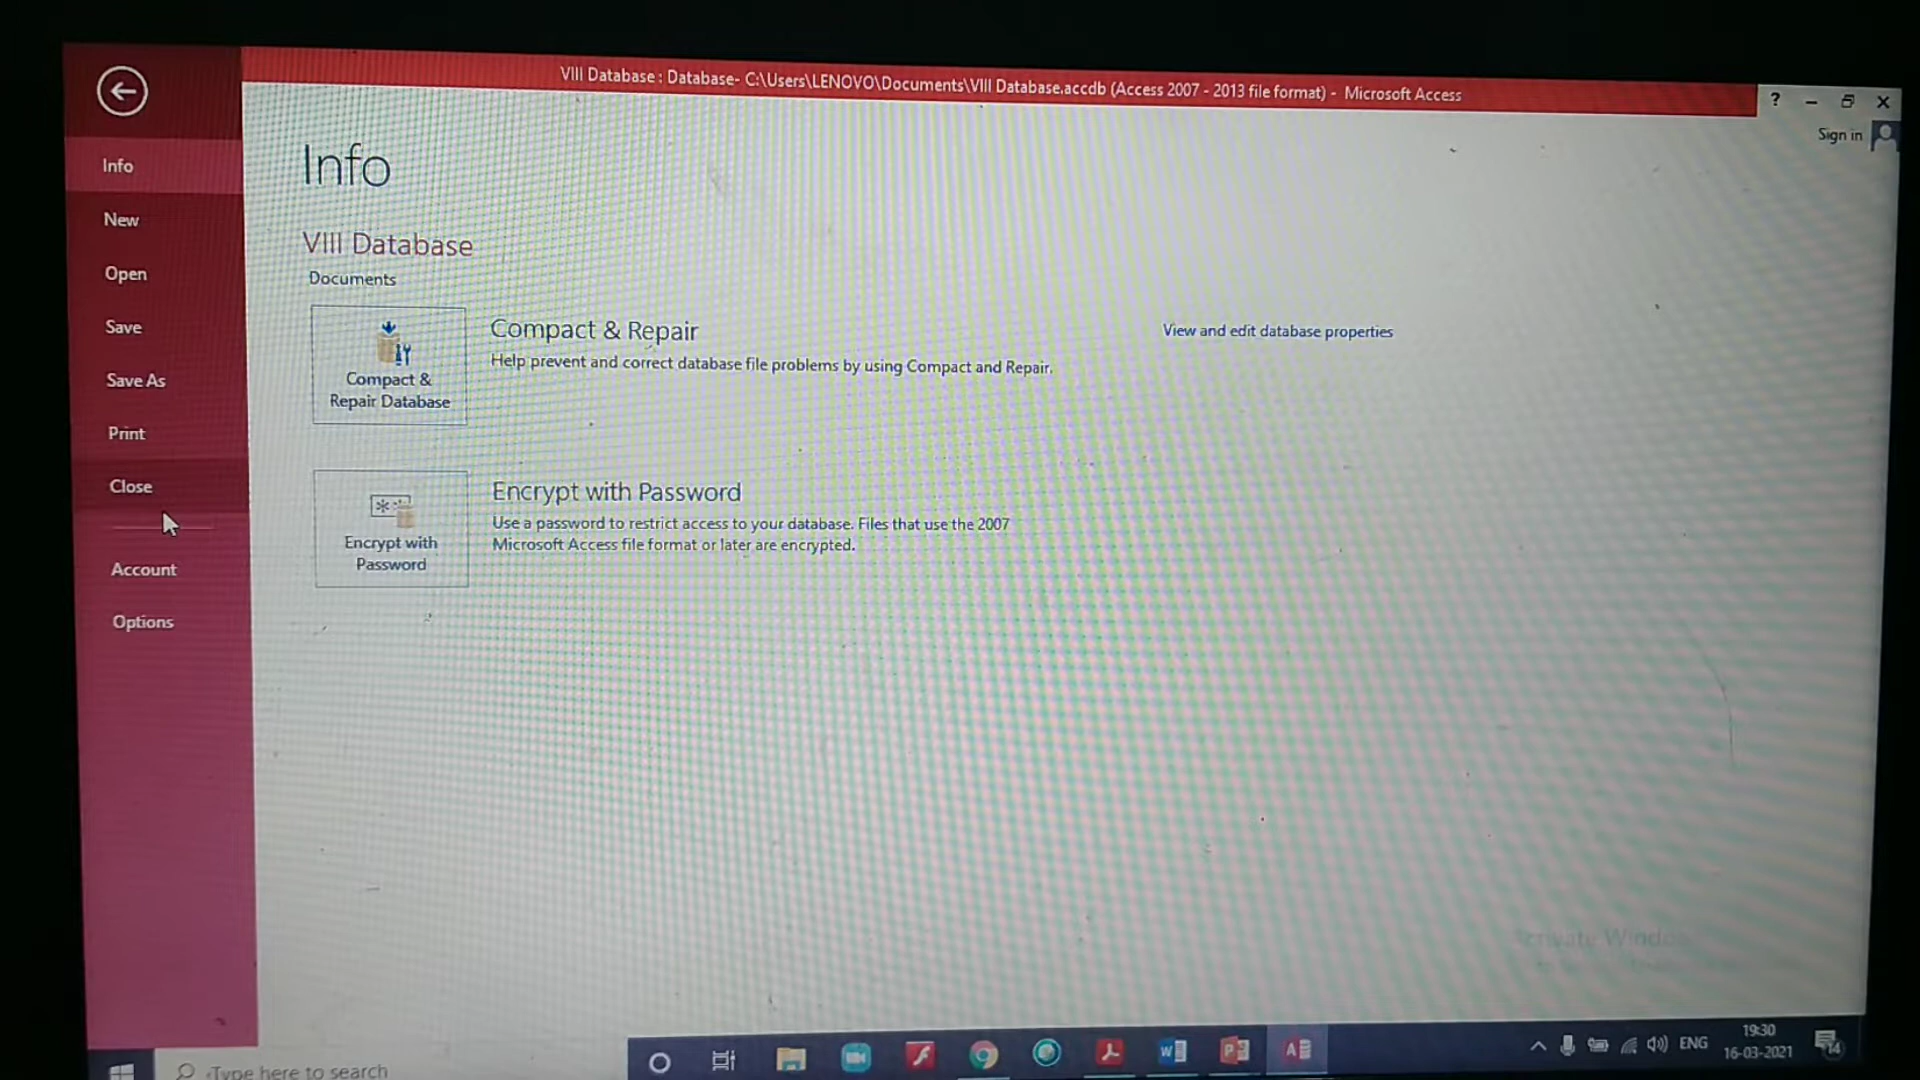 VIII Database : Database- C:\Users\LENOVO\Documents\VIII Database.accdb (Access 2007 - 2013 file format) - Microsoft Access
?
Sign in
Info
New
Open
Save
Save As
Print
Close
Account
Options
Info
VIII Database
Documents
Compact &
Repair Database
Compact & Repair
Help prevent and correct database file problems by using Compact and Repair.
View and edit database properties
Encrypt with
Password
Encrypt with Password
Use a password to restrict access to your database. Files that use the 2007
Microsoft Access file format or later are encrypted.
Activate Windows
Type here to search
ENG
19:30
16-03-2021
14